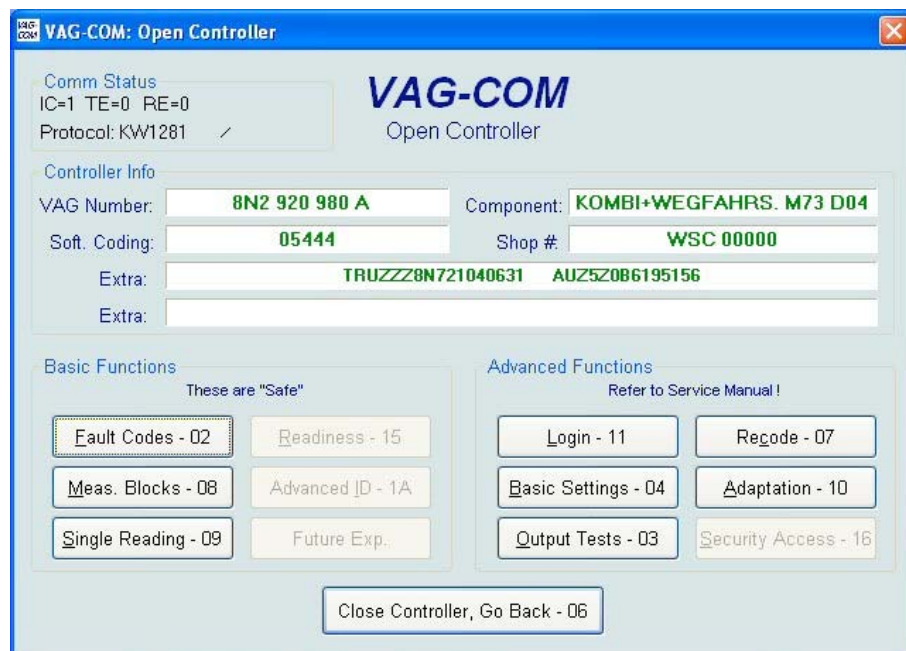 VAG-COM: Open Controller
Comm Status
IC=1 TE=0 RE=0
Protocol: KW1281 /
VAG-COM
Open Controller
Controller Info
VAG Number: 8N2 920 980 A Component: KOMBI+WEGFAHRS. M73 D04
Soft. Coding: 05444 Shop #: WSC 00000
Extra: TRUZZZ8N721040631 AUZ5Z0B6195156
Extra:
Basic Functions
These are "Safe"
Fault Codes - 02 Readiness - 15
Meas. Blocks - 08 Advanced ID - 1A
Single Reading - 09 Future Exp.
Advanced Functions
Refer to Service Manual !
Login - 11 Recode - 07
Basic Settings - 04 Adaptation - 10
Output Tests - 03 Security Access - 16
Close Controller, Go Back - 06